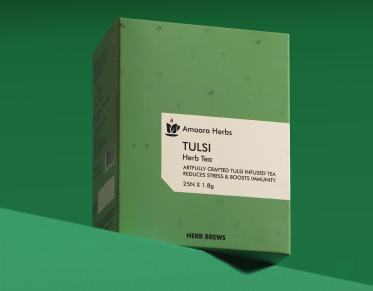 Amaara Herbs
TULSI
Herb Tea
ARTFULLY CRAFTED TULSI INFUSED TEA
REDUCES STRESS & BOOSTS IMMUNITY
25N X 1.8g
HERB BREWS